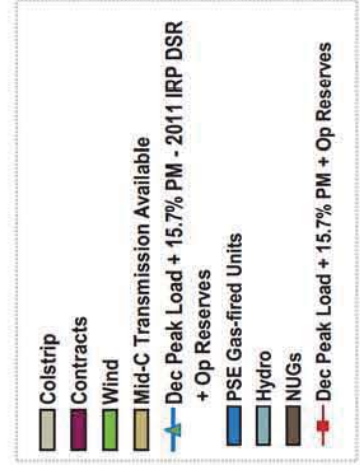 Colstrip
Contracts
Wind
Mid-C Transmission Available
Dec Peak Load + 15.7% PM - 2011 IRP DSR
+ Op Reserves
PSE Gas-fired Units
Hydro
NUGs
Dec Peak Load + 15.7% PM + Op Reserves